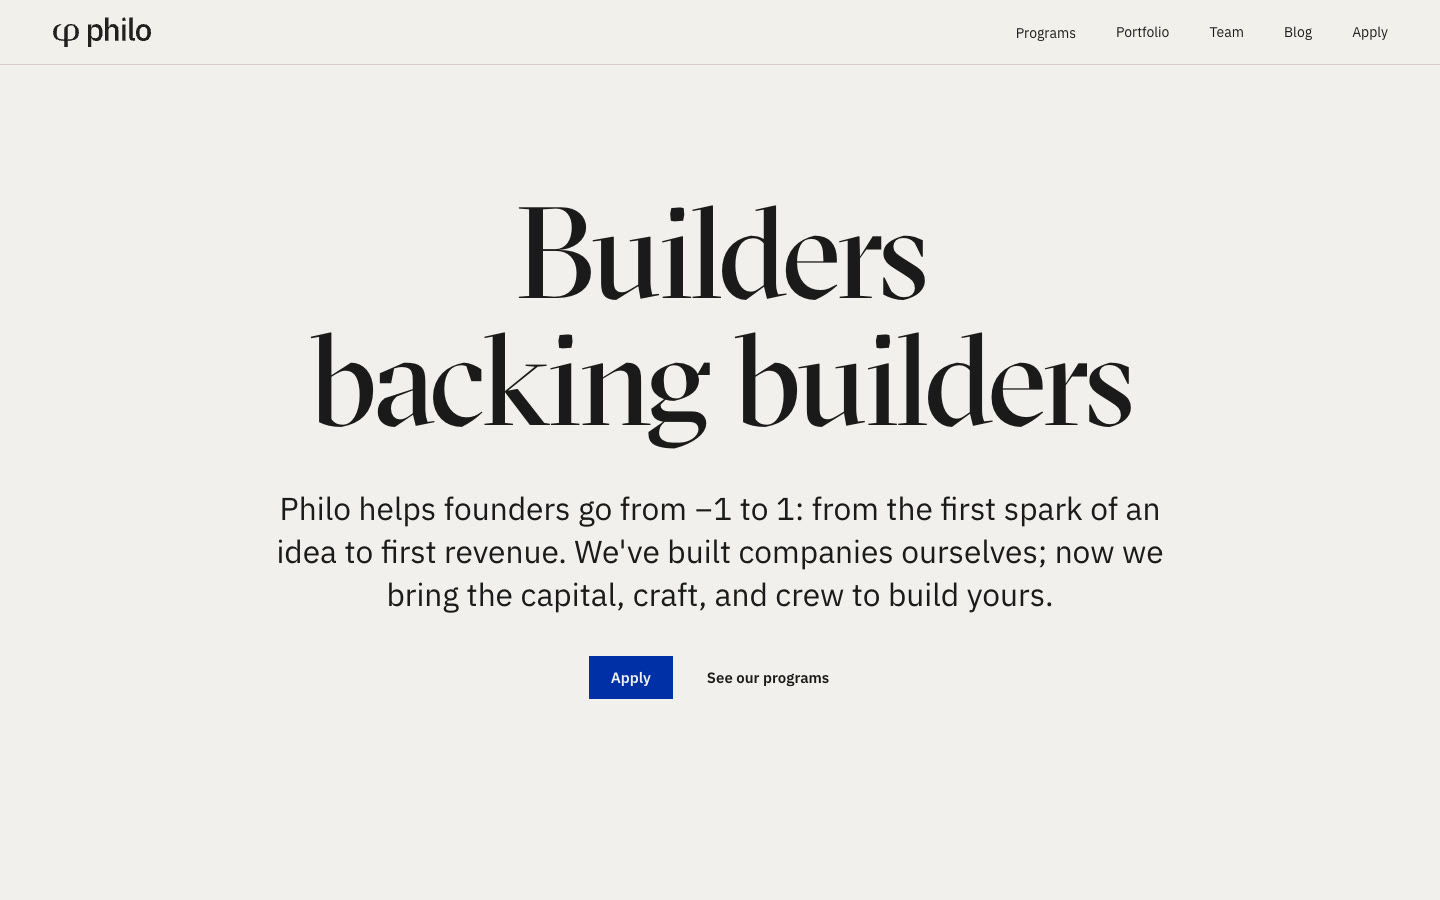 φ philo
Programs
Portfolio
Team
Blog
Apply
Builders
backing builders
Philo helps founders go from −1 to 1: from the first spark of an
idea to first revenue. We've built companies ourselves; now we
bring the capital, craft, and crew to build yours.
Apply
See our programs